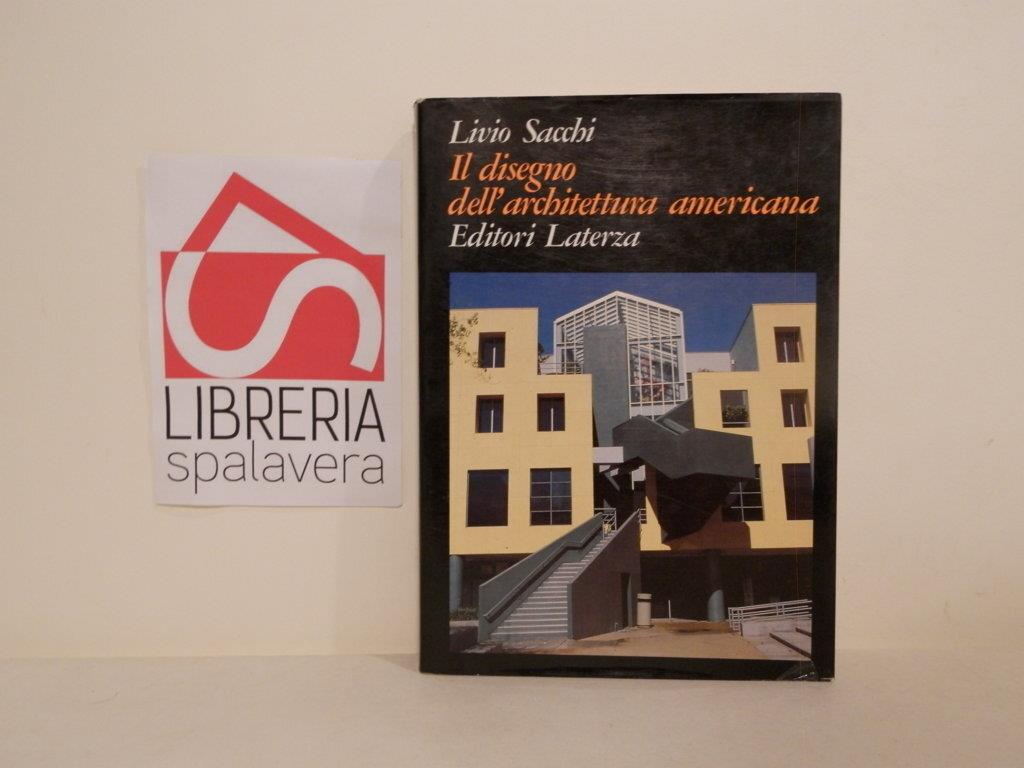 LIBRERIA
spalavera
Livio Sacchi
Il disegno
dell'architettura americana
Editori Laterza